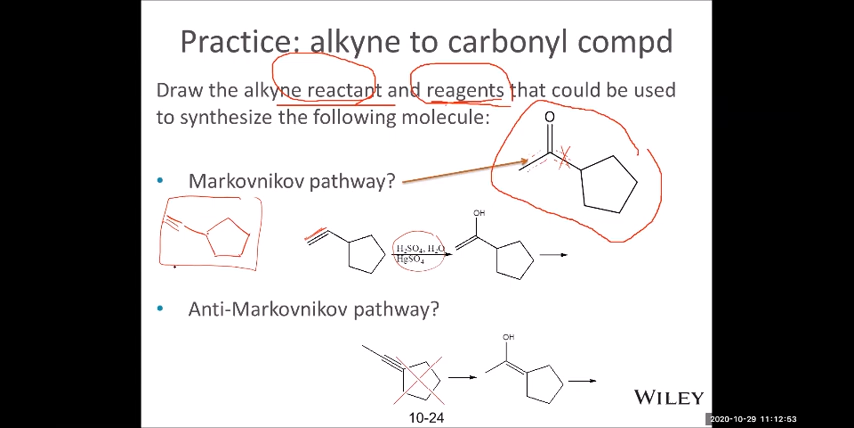 Practice: alkyne to carbonyl compd
Draw the alkyne reactant and reagents that could be used
to synthesize the following molecule:
O
• Markovnikov pathway?
OH
H₂SO₄, H₂O
HgSO₄
• Anti-Markovnikov pathway?
OH
WILEY
10-24
2020-10-29 11:12:53